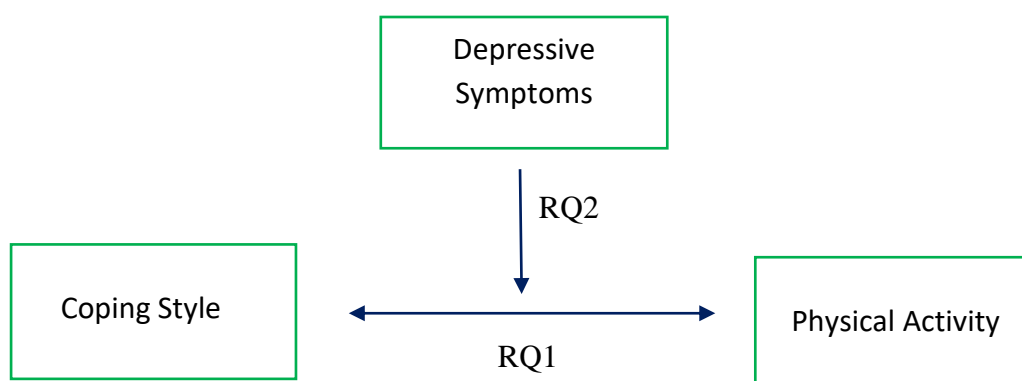 Depressive
Symptoms
RQ2
Coping Style
Physical Activity
RQ1